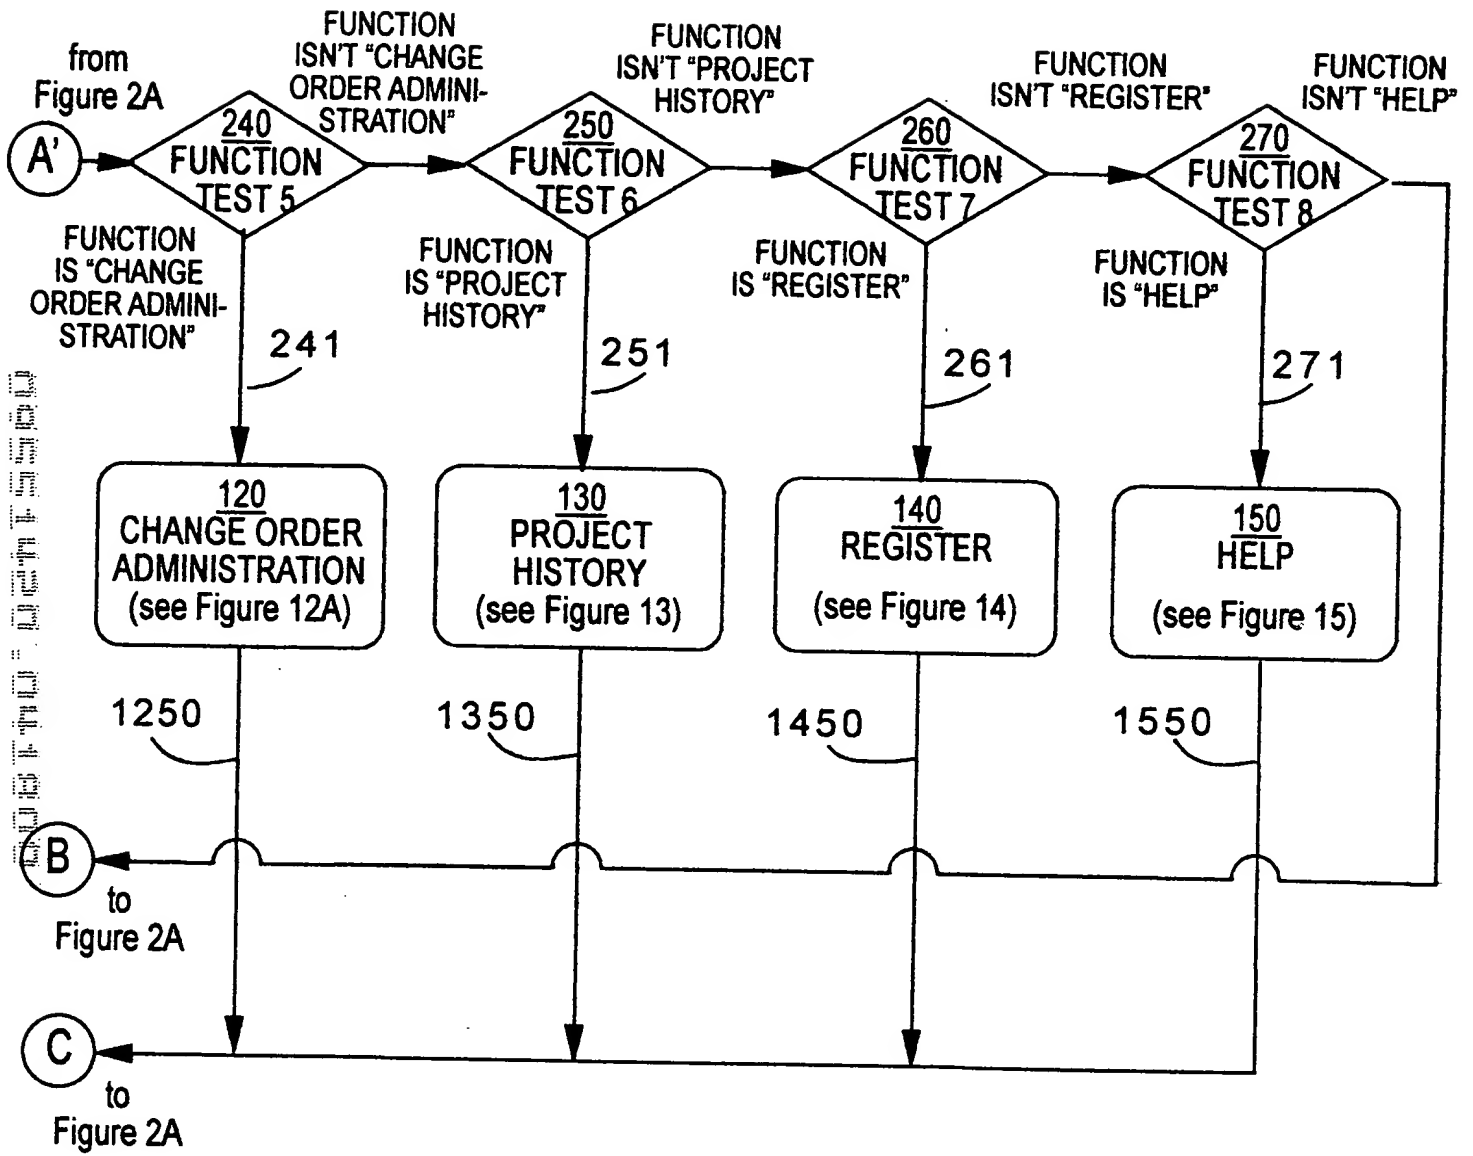 from
Figure 2A
A'
FUNCTION
ISN'T "CHANGE
ORDER ADMINI-
STRATION"
FUNCTION
ISN'T "PROJECT
HISTORY"
FUNCTION
ISN'T "REGISTER"
FUNCTION
ISN'T "HELP"
240
FUNCTION
TEST 5
250
FUNCTION
TEST 6
260
FUNCTION
TEST 7
270
FUNCTION
TEST 8
FUNCTION
IS "CHANGE
ORDER ADMINI-
STRATION"
FUNCTION
IS "PROJECT
HISTORY"
FUNCTION
IS "REGISTER"
FUNCTION
IS "HELP"
241
251
261
271
120
CHANGE ORDER
ADMINISTRATION
(see Figure 12A)
130
PROJECT
HISTORY
(see Figure 13)
140
REGISTER
(see Figure 14)
150
HELP
(see Figure 15)
1250
1350
1450
1550
B
to
Figure 2A
C
to
Figure 2A